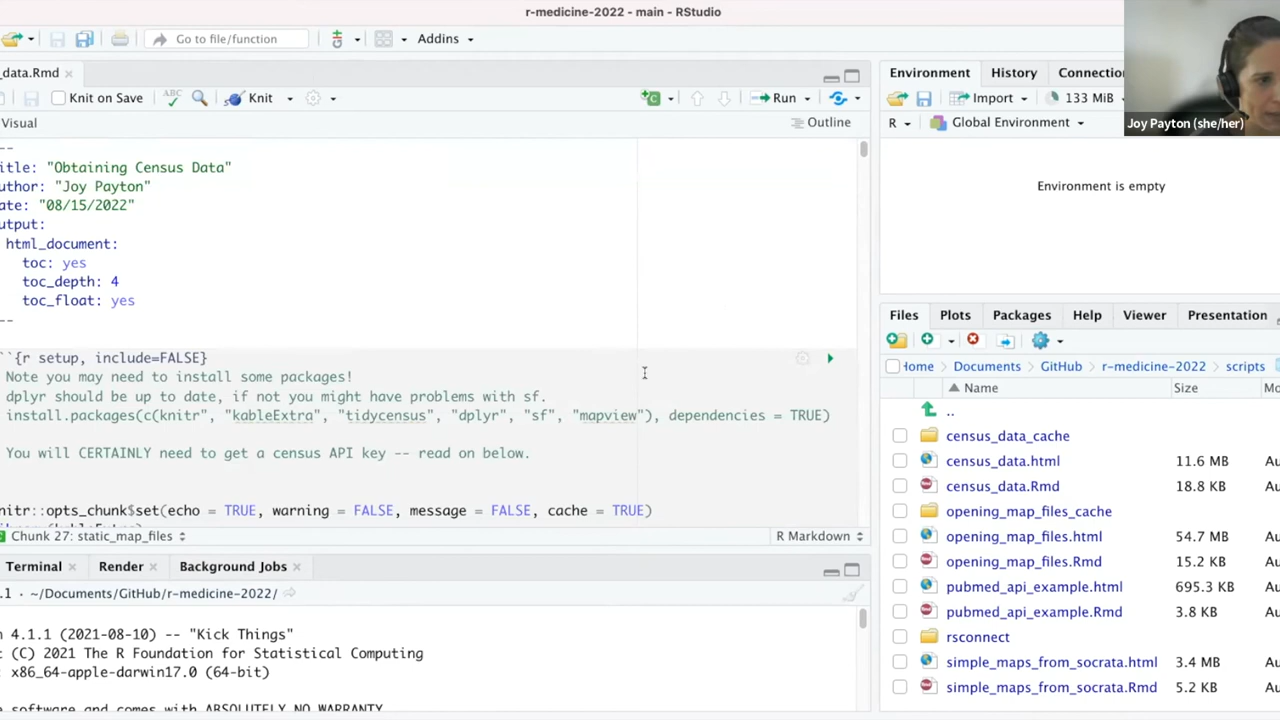 r-medicine-2022 - main - RStudio
Go to file/function
Addins
_data.Rmd
Knit on Save
ABC
Knit
Run
Visual
Outline
--
itle: "Obtaining Census Data"
uthor: "Joy Payton"
ate: "08/15/2022"
utput:
html_document:
toc: yes
toc_depth: 4
toc_float: yes
--
``{r setup, include=FALSE}
Note you may need to install some packages!
dplyr should be up to date, if not you might have problems with sf.
install.packages(c(knitr", "kableExtra", "tidycensus", "dplyr", "sf", "mapview"), dependencies = TRUE)
You will CERTAINLY need to get a census API key -- read on below.
nitr::opts_chunk$set(echo = TRUE, warning = FALSE, message = FALSE, cache = TRUE)
Chunk 27: static_map_files
R Markdown
Terminal
Render
Background Jobs
.1 · ~/Documents/GitHub/r-medicine-2022/
n 4.1.1 (2021-08-10) -- "Kick Things"
t (C) 2021 The R Foundation for Statistical Computing
: x86_64-apple-darwin17.0 (64-bit)
e software and comes with ABSOLUTELY NO WARRANTY
Environment
History
Connection
Import
133 MiB
R
Global Environment
Joy Payton (she/her)
Environment is empty
Files
Plots
Packages
Help
Viewer
Presentation
Home
Documents
GitHub
r-medicine-2022
scripts
Name
Size
Mo
..
census_data_cache
census_data.html 11.6 MB Au
census_data.Rmd 18.8 KB Au
opening_map_files_cache
opening_map_files.html 54.7 MB Au
opening_map_files.Rmd 15.2 KB Au
pubmed_api_example.html 695.3 KB Au
pubmed_api_example.Rmd 3.8 KB Au
rsconnect
simple_maps_from_socrata.html 3.4 MB Au
simple_maps_from_socrata.Rmd 5.2 KB Au